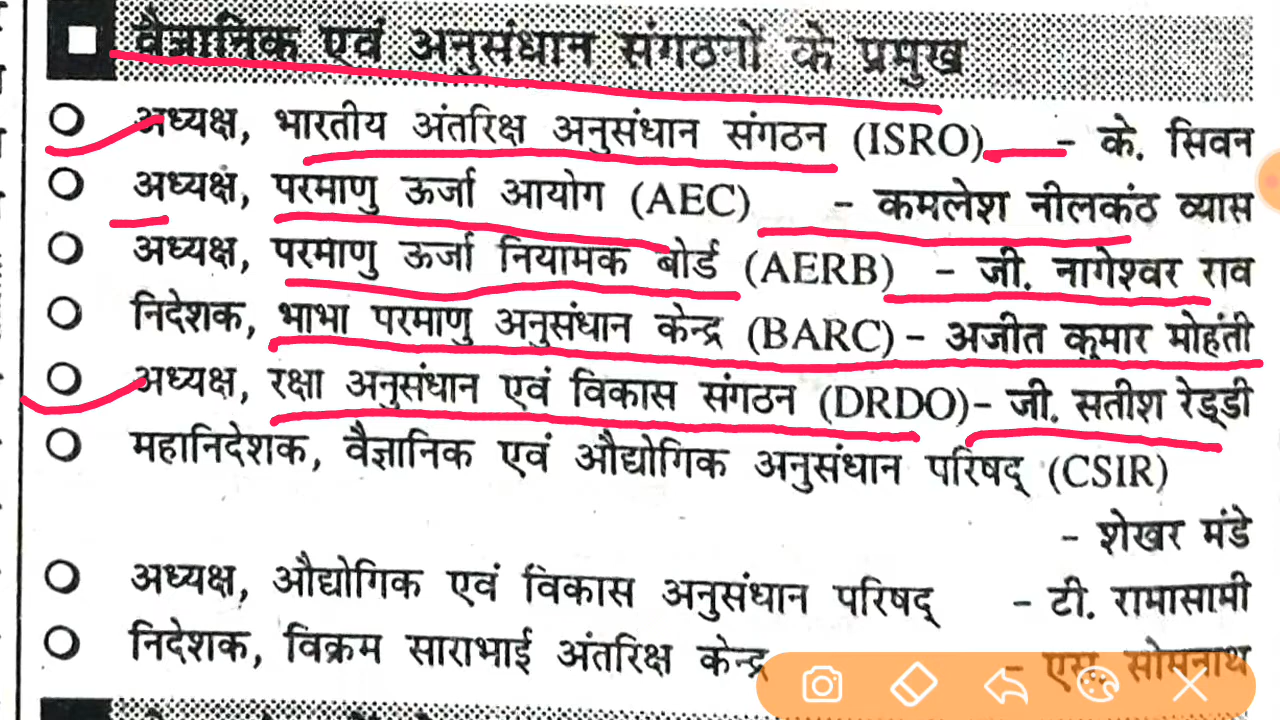 वैज्ञानिक एवं अनुसंधान संगठनों के प्रमुख
अध्यक्ष, भारतीय अंतरिक्ष अनुसंधान संगठन (ISRO) - के. सिवन
अध्यक्ष, परमाणु ऊर्जा आयोग (AEC) - कमलेश नीलकंठ व्यास
अध्यक्ष, परमाणु ऊर्जा नियामक बोर्ड (AERB) - जी. नागेश्वर राव
निदेशक, भाभा परमाणु अनुसंधान केन्द्र (BARC) - अजीत कुमार मोहंती
अध्यक्ष, रक्षा अनुसंधान एवं विकास संगठन (DRDO) - जी. सतीश रेड्डी
महानिदेशक, वैज्ञानिक एवं औद्योगिक अनुसंधान परिषद् (CSIR)
- शेखर मंडे
अध्यक्ष, औद्योगिक एवं विकास अनुसंधान परिषद् - टी. रामासामी
निदेशक, विक्रम साराभाई अंतरिक्ष केन्द्र - एस. सोमनाथ